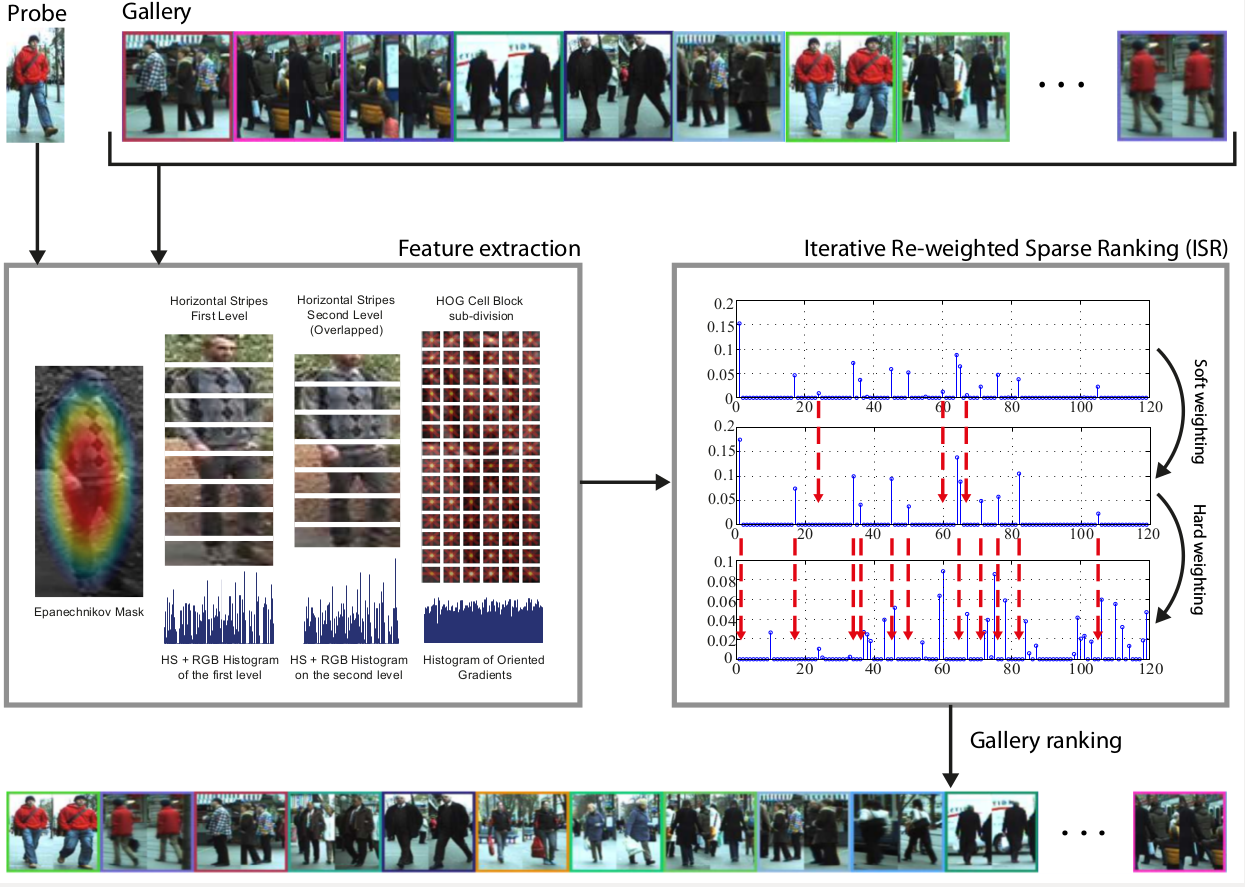 Probe
Gallery
Feature extraction
Iterative Re-weighted Sparse Ranking (ISR)
Horizontal Stripes
First Level
Horizontal Stripes
Second Level
(Overlapped)
HOG Cell Block
sub-division
Epanechnikov Mask
HS + RGB Histogram
of the first level
HS + RGB Histogram
on the second level
Histogram of Oriented
Gradients
0.2
0.15
0.1
0.05
0
0 20 40 60 80 100 120
Soft weighting
0.2
0.15
0.1
0.05
0
0 20 40 60 80 100 120
Hard weighting
0.1
0.08
0.06
0.04
0.02
0
0 20 40 60 80 100 120
Gallery ranking